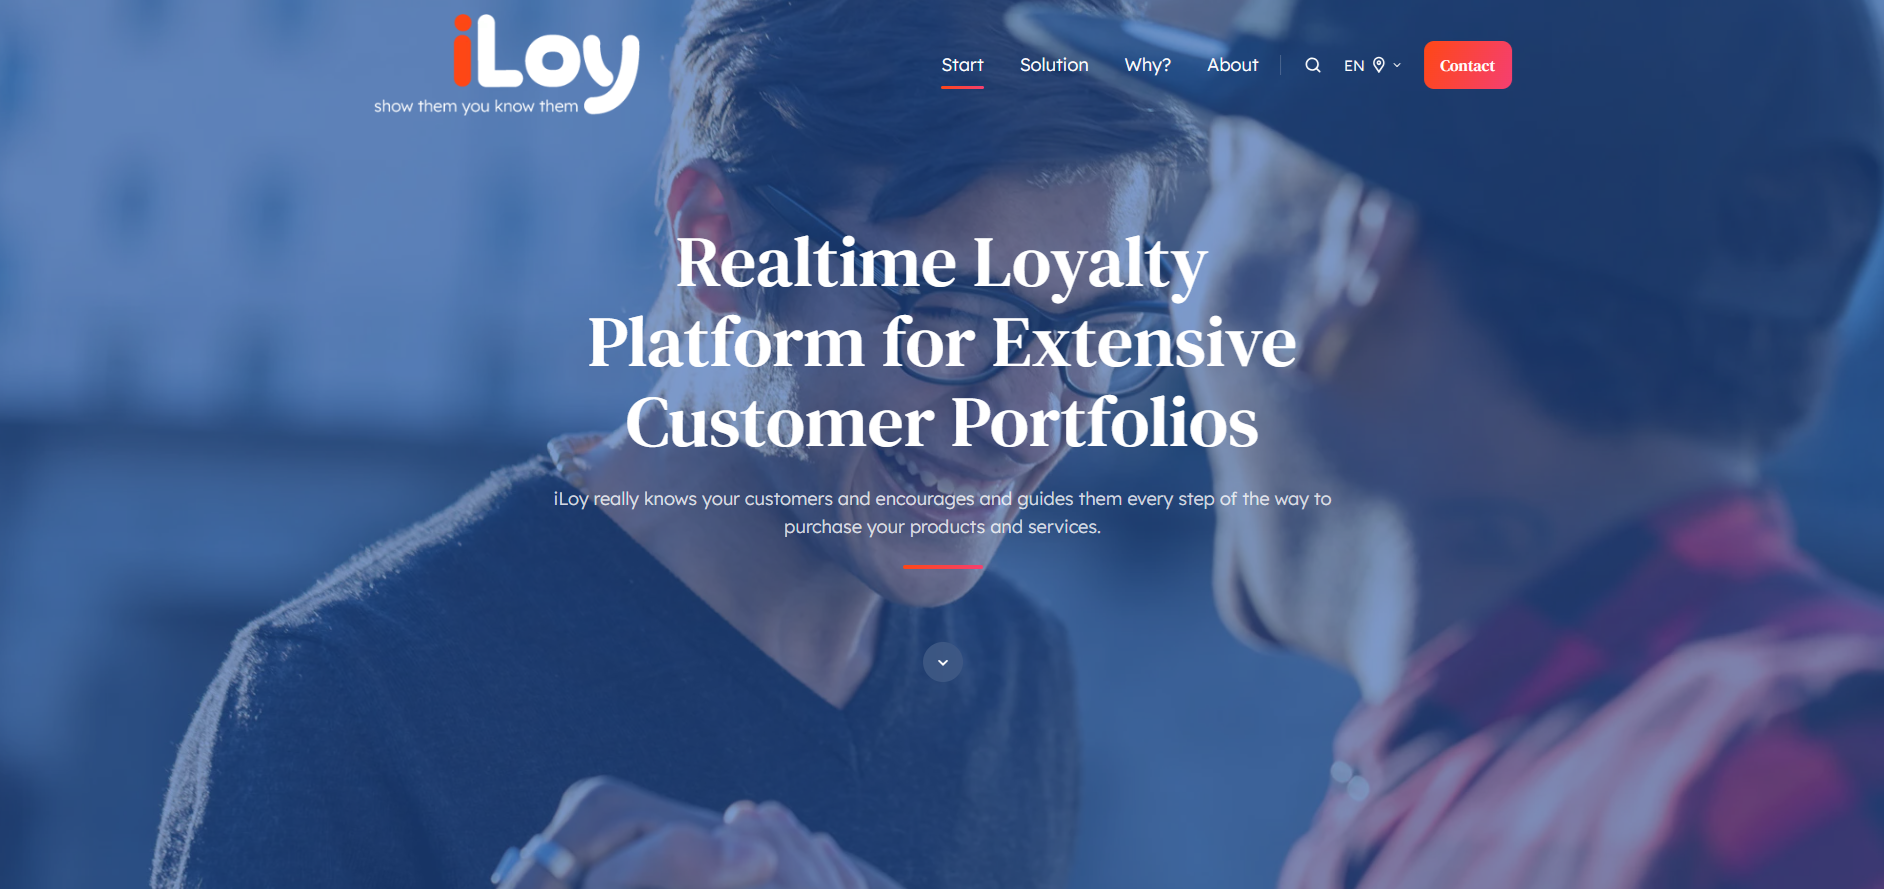 iLoy
show them you know them
Start
Solution
Why?
About
EN
Contact
Realtime Loyalty
Platform for Extensive
Customer Portfolios
iLoy really knows your customers and encourages and guides them every step of the way to
purchase your products and services.